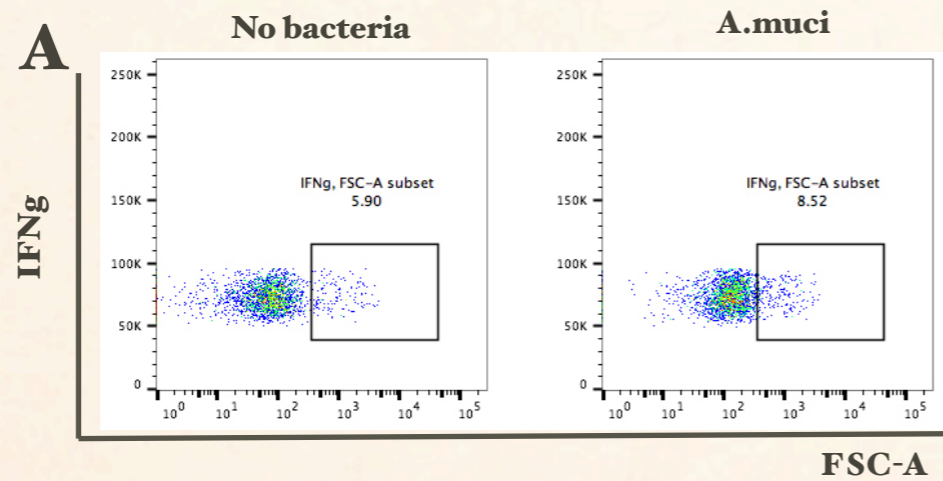 A
No bacteria
A.muci
IFNg
250K
200K
150K
100K
50K
0
IFNg, FSC-A subset
5.90
10^0 10^1 10^2 10^3 10^4 10^5
250K
200K
150K
100K
50K
0
IFNg, FSC-A subset
8.52
10^0 10^1 10^2 10^3 10^4 10^5
FSC-A